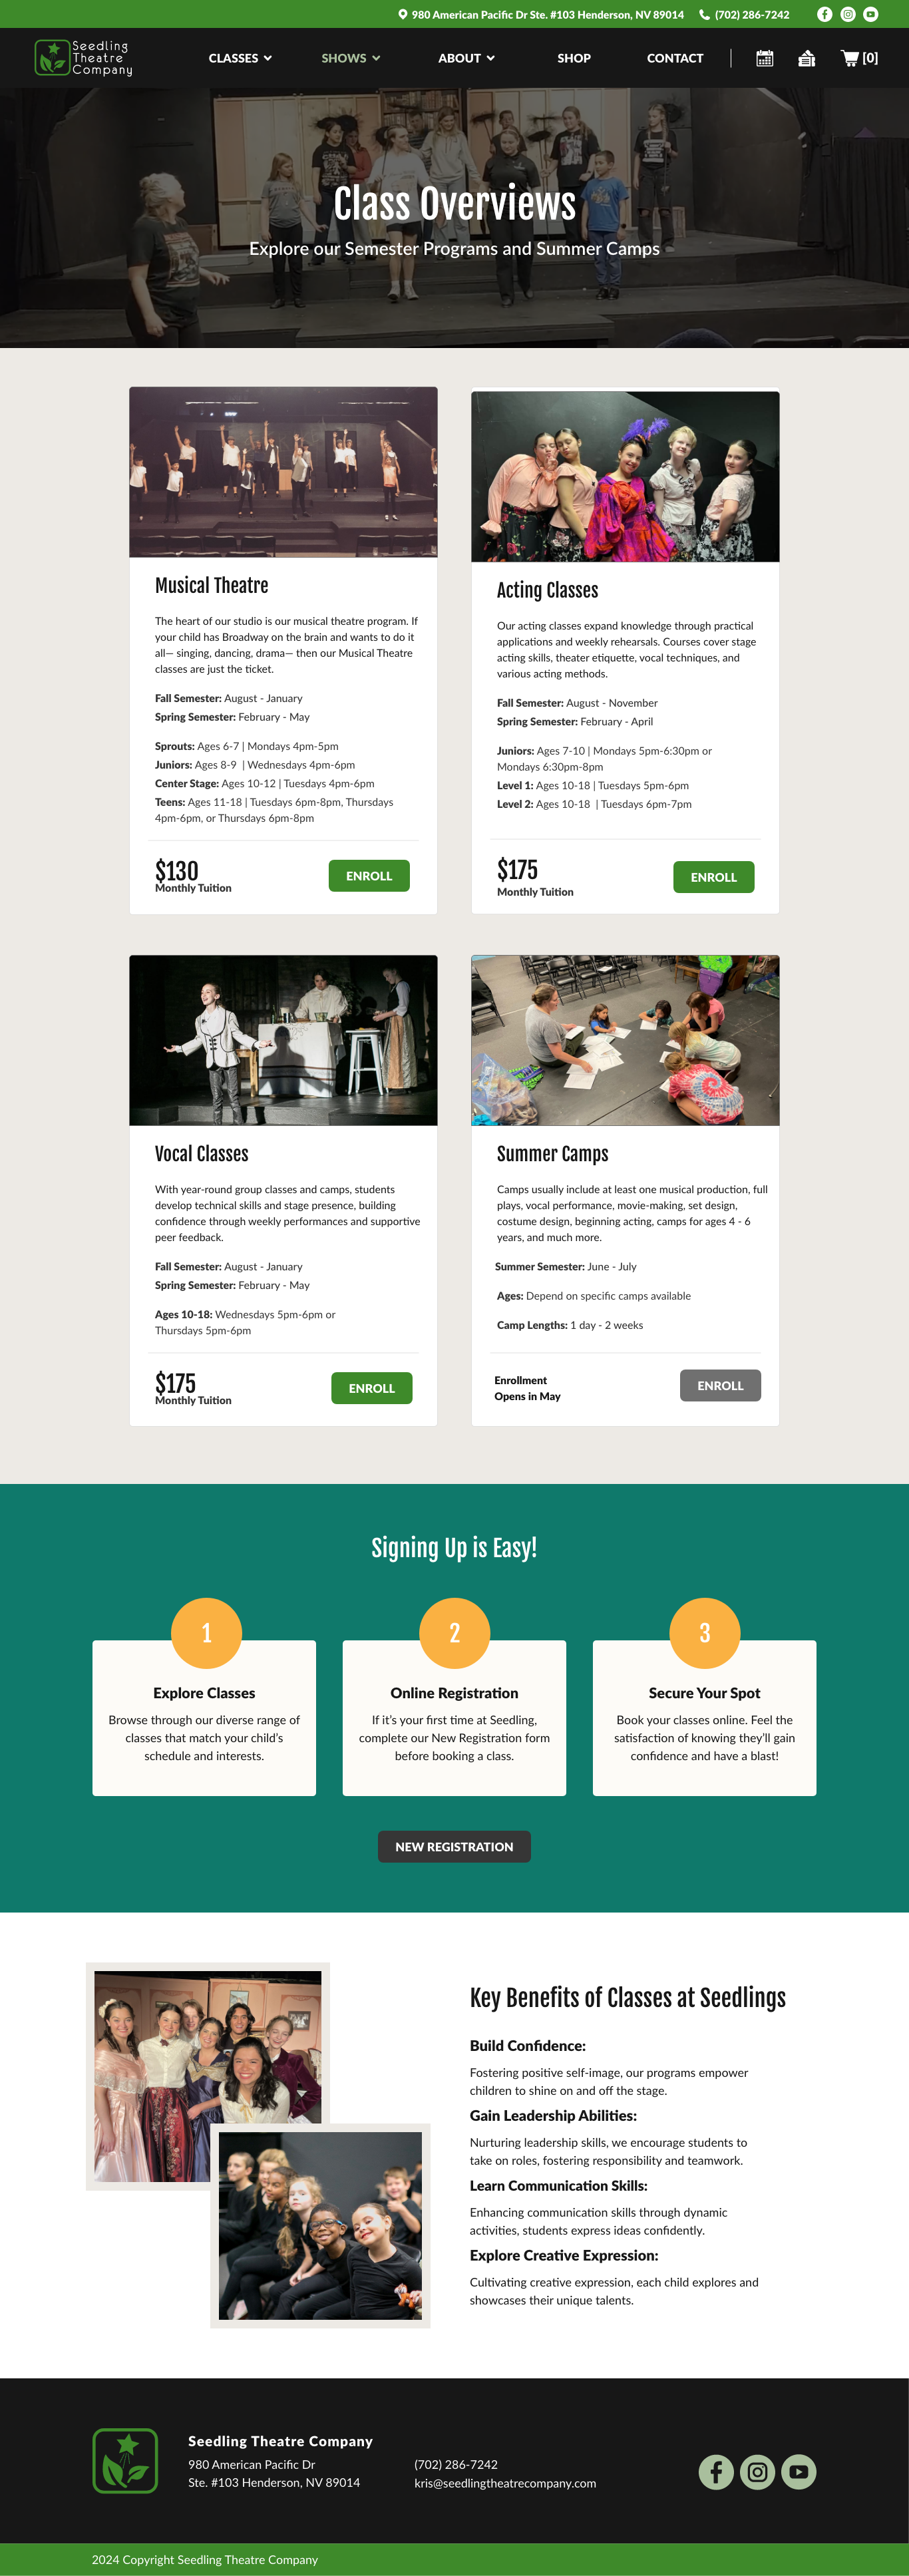 980 American Pacific Dr Ste. #103 Henderson, NV 89014 (702) 286-7242
Seedling
Theatre
Company
CLASSES SHOWS ABOUT SHOP CONTACT [0]
Class Overviews
Explore our Semester Programs and Summer Camps
Musical Theatre
The heart of our studio is our musical theatre program. If
your child has Broadway on the brain and wants to do it
all— singing, dancing, drama— then our Musical Theatre
classes are just the ticket.
Fall Semester: August - January
Spring Semester: February - May
Sprouts: Ages 6-7 | Mondays 4pm-5pm
Juniors: Ages 8-9 | Wednesdays 4pm-6pm
Center Stage: Ages 10-12 | Tuesdays 4pm-6pm
Teens: Ages 11-18 | Tuesdays 6pm-8pm, Thursdays
4pm-6pm, or Thursdays 6pm-8pm
$130
Monthly Tuition
ENROLL
Acting Classes
Our acting classes expand knowledge through practical
applications and weekly rehearsals. Courses cover stage
acting skills, theater etiquette, vocal techniques, and
various acting methods.
Fall Semester: August - November
Spring Semester: February - April
Juniors: Ages 7-10 | Mondays 5pm-6:30pm or
Mondays 6:30pm-8pm
Level 1: Ages 10-18 | Tuesdays 5pm-6pm
Level 2: Ages 10-18 | Tuesdays 6pm-7pm
$175
Monthly Tuition
ENROLL
Vocal Classes
With year-round group classes and camps, students
develop technical skills and stage presence, building
confidence through weekly performances and supportive
peer feedback.
Fall Semester: August - January
Spring Semester: February - May
Ages 10-18: Wednesdays 5pm-6pm or
Thursdays 5pm-6pm
$175
Monthly Tuition
ENROLL
Summer Camps
Camps usually include at least one musical production, full
plays, vocal performance, movie-making, set design,
costume design, beginning acting, camps for ages 4 - 6
years, and much more.
Summer Semester: June - July
Ages: Depend on specific camps available
Camp Lengths: 1 day - 2 weeks
Enrollment
Opens in May
ENROLL
Signing Up is Easy!
1
Explore Classes
Browse through our diverse range of
classes that match your child's
schedule and interests.
2
Online Registration
If it's your first time at Seedling,
complete our New Registration form
before booking a class.
3
Secure Your Spot
Book your classes online. Feel the
satisfaction of knowing they'll gain
confidence and have a blast!
NEW REGISTRATION
Key Benefits of Classes at Seedlings
Build Confidence:
Fostering positive self-image, our programs empower
children to shine on and off the stage.
Gain Leadership Abilities:
Nurturing leadership skills, we encourage students to
take on roles, fostering responsibility and teamwork.
Learn Communication Skills:
Enhancing communication skills through dynamic
activities, students express ideas confidently.
Explore Creative Expression:
Cultivating creative expression, each child explores and
showcases their unique talents.
Seedling Theatre Company
980 American Pacific Dr
Ste. #103 Henderson, NV 89014
(702) 286-7242
kris@seedlingtheatrecompany.com
2024 Copyright Seedling Theatre Company